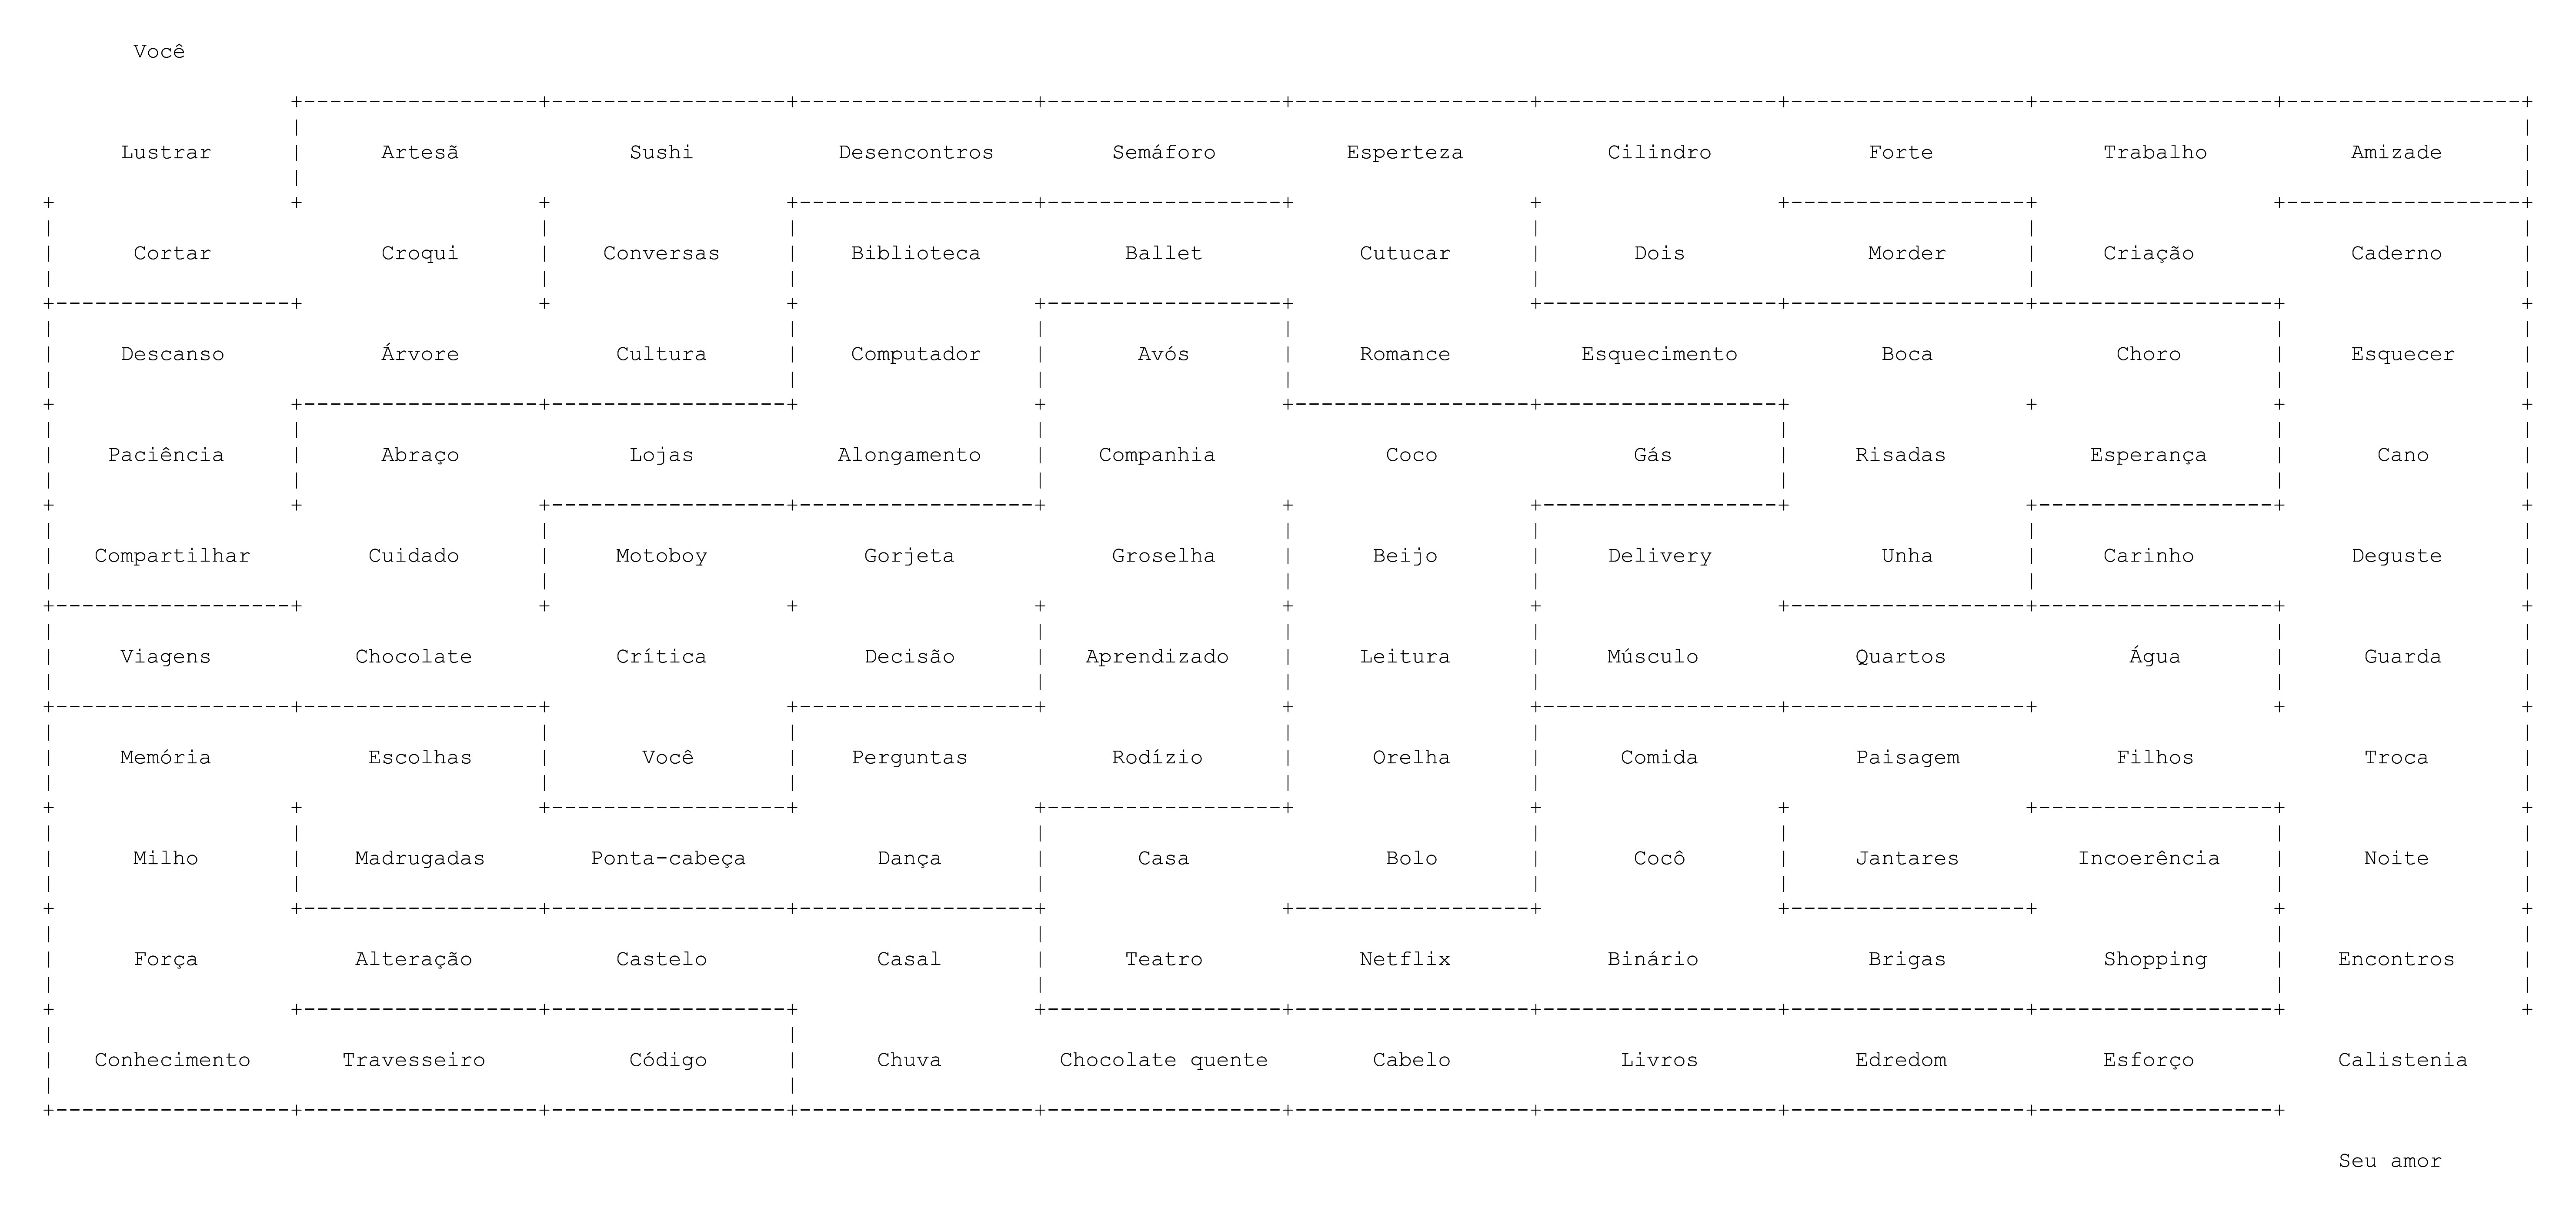 Você
Lustrar Artesã Sushi Desencontros Semáforo Esperteza Cilindro Forte Trabalho Amizade
Cortar Croqui Conversas Biblioteca Ballet Cutucar Dois Morder Criação Caderno
Descanso Árvore Cultura Computador Avós Romance Esquecimento Boca Choro Esquecer
Paciência Abraço Lojas Alongamento Companhia Coco Gás Risadas Esperança Cano
Compartilhar Cuidado Motoboy Gorjeta Groselha Beijo Delivery Unha Carinho Deguste
Viagens Chocolate Crítica Decisão Aprendizado Leitura Músculo Quartos Água Guarda
Memória Escolhas Você Perguntas Rodízio Orelha Comida Paisagem Filhos Troca
Milho Madrugadas Ponta-cabeça Dança Casa Bolo Cocô Jantares Incoerência Noite
Força Alteração Castelo Casal Teatro Netflix Binário Brigas Shopping Encontros
Conhecimento Travesseiro Código Chuva Chocolate quente Cabelo Livros Edredom Esforço Calistenia
Seu amor